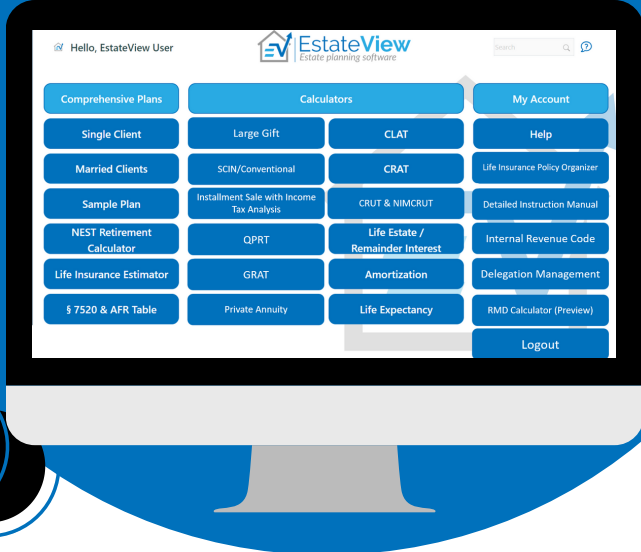 Hello, EstateView User
EV EstateView
Estate planning software
Search
?
Comprehensive Plans
Calculators
My Account
Single Client
Large Gift
CLAT
Help
Married Clients
SCIN/Conventional
CRAT
Life Insurance Policy Organizer
Sample Plan
Installment Sale with Income
Tax Analysis
CRUT & NIMCRUT
Detailed Instruction Manual
NEST Retirement
Calculator
QPRT
Life Estate /
Remainder Interest
Internal Revenue Code
Life Insurance Estimator
GRAT
Amortization
Delegation Management
§ 7520 & AFR Table
Private Annuity
Life Expectancy
RMD Calculator (Preview)
Logout